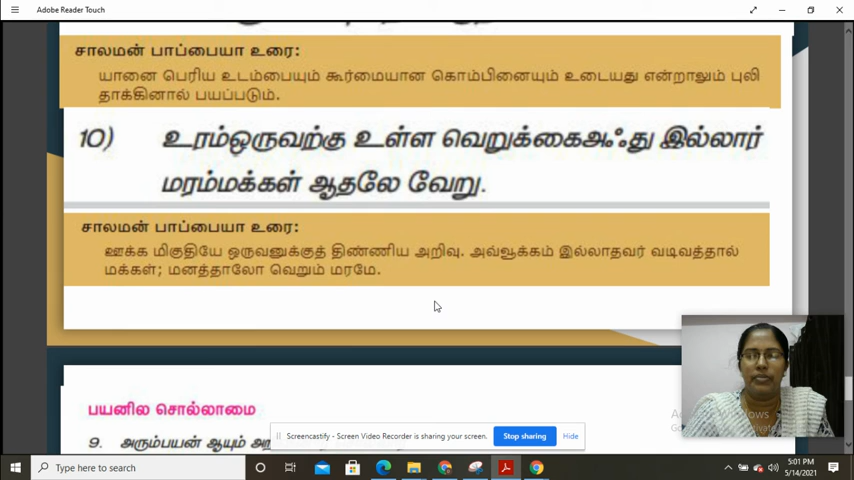 Adobe Reader Touch
சாலமன் பாப்பையா உரை:
யானை பெரிய உடம்பையும் கூர்மையான கொம்பினையும் உடையது என்றாலும் புலி
தாக்கினால் பயப்படும்.
10) உரம்ஒருவற்கு உள்ள வெறுக்கைஅஃது இல்லார்
மரம்மக்கள் ஆதலே வேறு.
சாலமன் பாப்பையா உரை:
ஊக்க மிகுதியே ஒருவனுக்குத் திண்ணிய அறிவு. அவ்ஊக்கம் இல்லாதவர் வடிவத்தால்
மக்கள்; மனத்தாலோ வெறும் மரமே.
பயனில சொல்லாமை
9. அரும்பயன் ஆயும்
Screencastify - Screen Video Recorder is sharing your screen. Stop sharing Hide
Type here to search
5:01 PM
5/14/2021